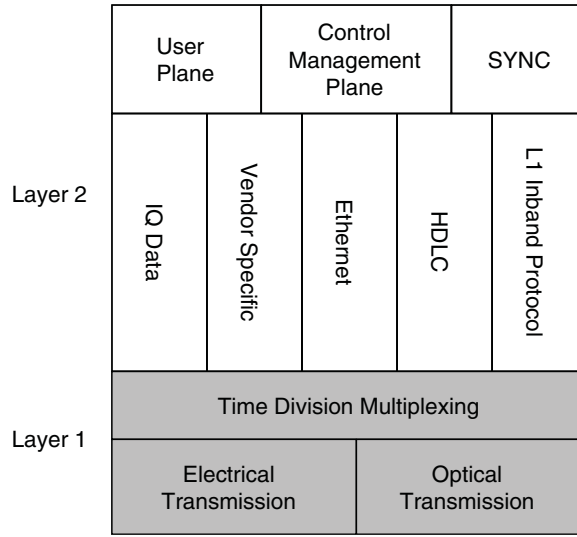 User
Plane
Control
Management
Plane
SYNC
Layer 2
IQ Data
Vendor Specific
Ethernet
HDLC
L1 Inband Protocol
Time Division Multiplexing
Layer 1
Electrical
Transmission
Optical
Transmission